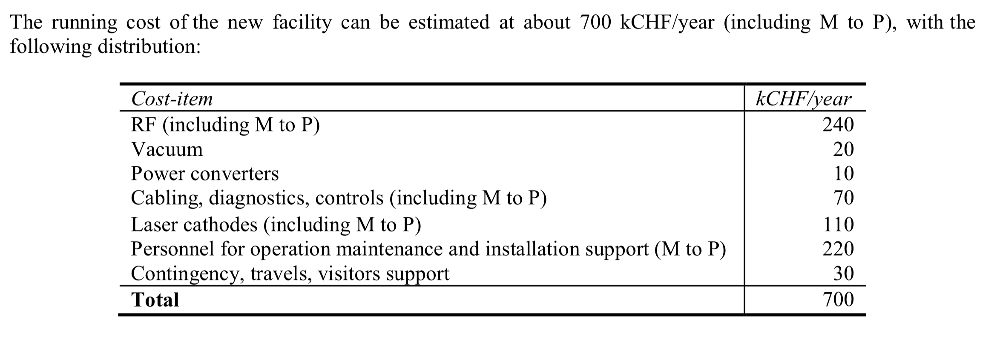 The running cost of the new facility can be estimated at about 700 kCHF/year (including M to P), with the
following distribution:
Cost-item kCHF/year
RF (including M to P) 240
Vacuum 20
Power converters 10
Cabling, diagnostics, controls (including M to P) 70
Laser cathodes (including M to P) 110
Personnel for operation maintenance and installation support (M to P) 220
Contingency, travels, visitors support 30
Total 700